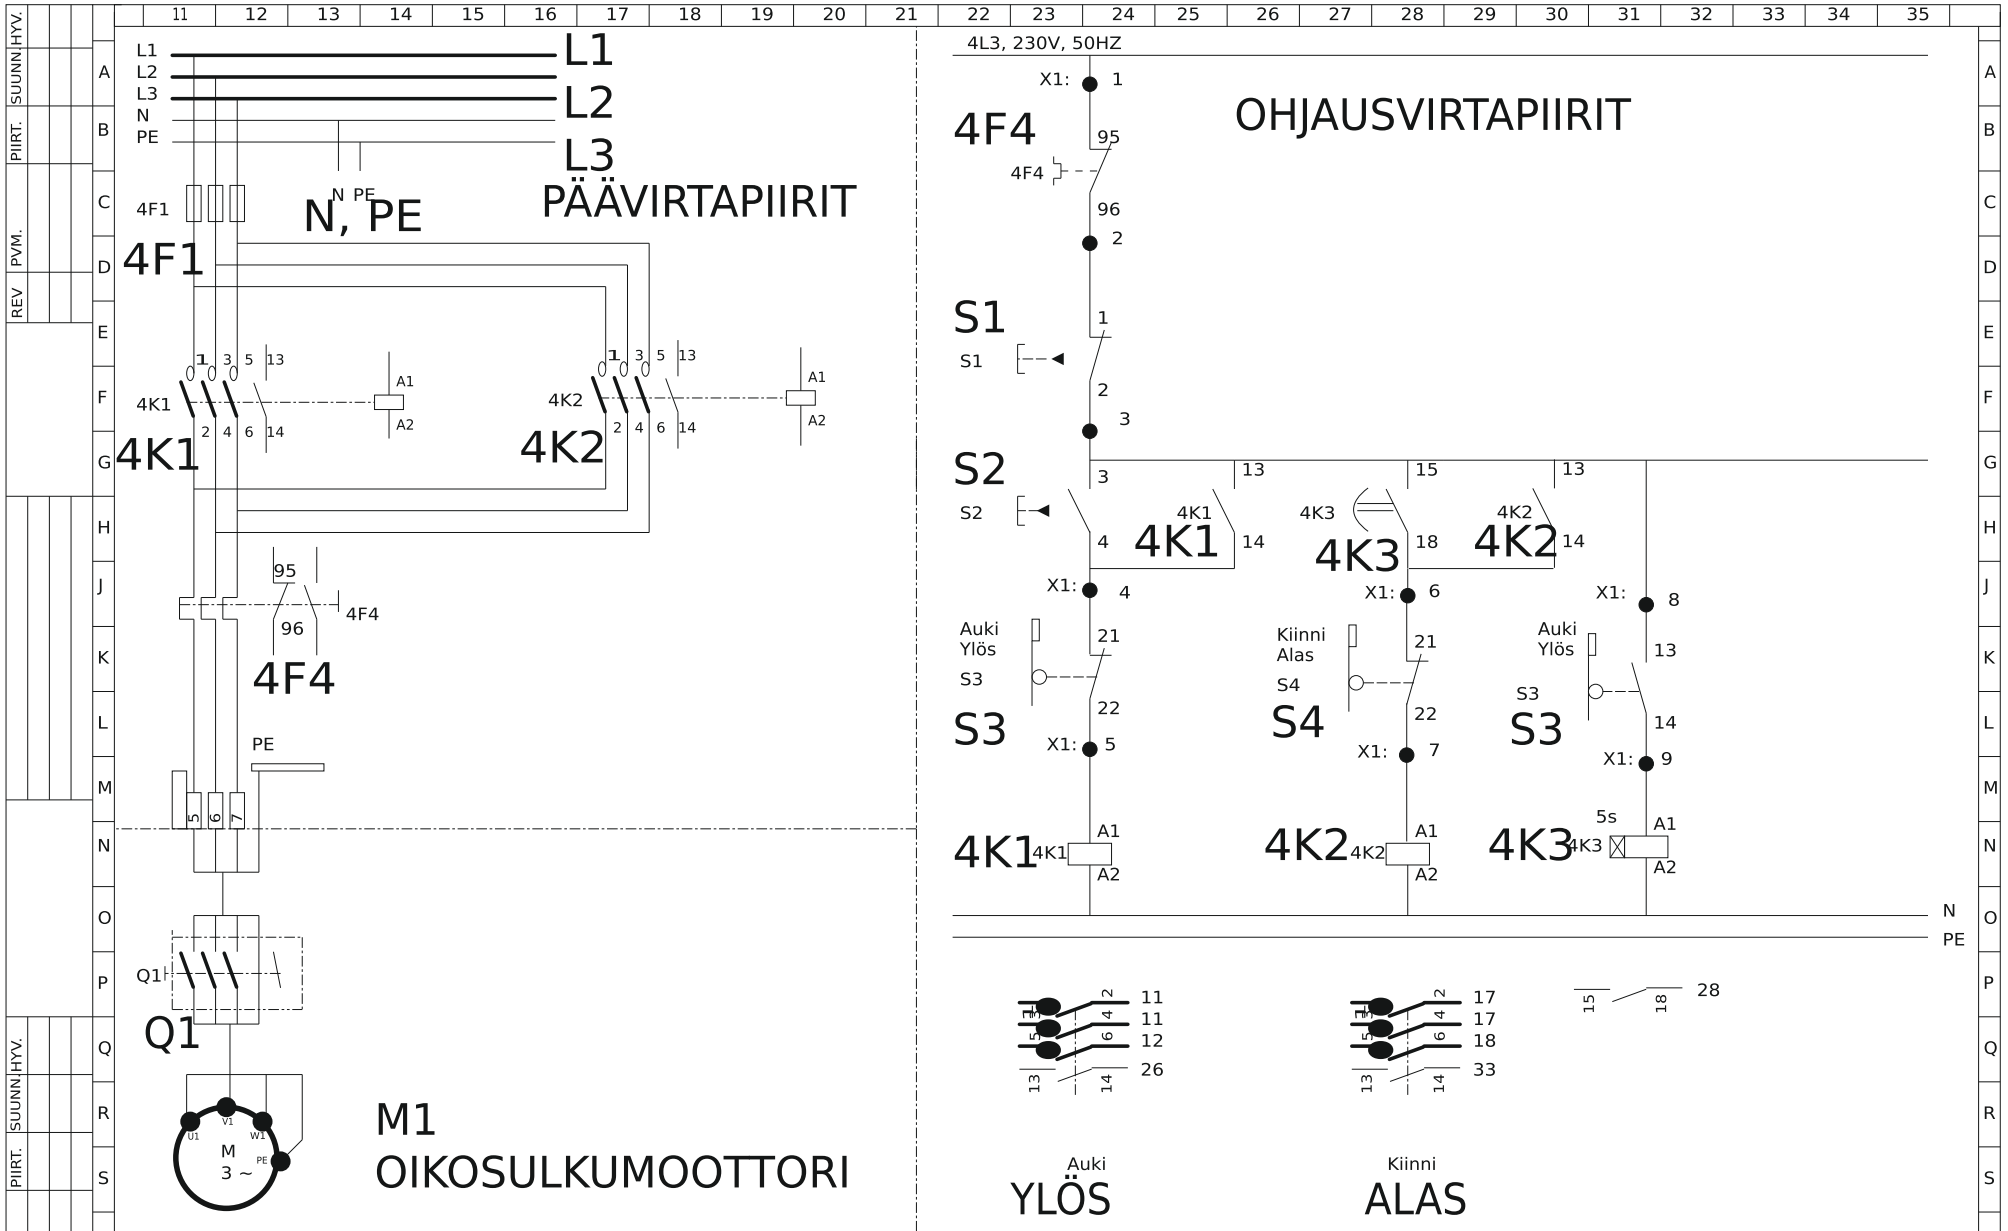 11 12 13 14 15 16 17 18 19 20 21 22 23 24 25 26 27 28 29 30 31 32 33 34 35
SUUNN.HYV.
PIIRT.
PVM.
REV
SUUNN.HYV.
PIIRT.
A
B
C
D
E
F
G
H
J
K
L
M
N
O
P
Q
R
S
L1
L2
L3
N
PE
L1
L2
L3
N PE
N, PE
PÄÄVIRTAPIIRIT
4F1
4F1
1 3 5 13
4K1
A1
A2
2 4 6 14
4K1
1 3 5 13
4K2
A1
A2
2 4 6 14
4K2
95
96
4F4
4F4
PE
5 6 7
Q1
Q1
U1
V1
W1
PE
M
3 ~
M1
OIKOSULKUMOOTTORI
4L3, 230V, 50HZ
X1: 1
OHJAUSVIRTAPIIRIT
4F4
95
4F4
96
2
S1
1
S1
2
3
S2
3
S2
4
13
4K1
4K1
14
15
4K3
4K3
18
13
4K2
4K2
14
X1: 4
X1: 6
X1: 8
Auki
Ylös
21
S3
22
S3
X1: 5
Kiinni
Alas
21
S4
22
S4
X1: 7
Auki
Ylös
13
S3
14
S3
X1: 9
4K1
4K1
A1
A2
4K2
4K2
A1
A2
5s
4K3
4K3
A1
A2
N
PE
1 2 11
3 4 11
5 6 12
13 14 26
1 2 17
3 4 17
5 6 18
13 14 33
15 18 28
Auki
YLÖS
Kiinni
ALAS
A
B
C
D
E
F
G
H
J
K
L
M
N
O
P
Q
R
S